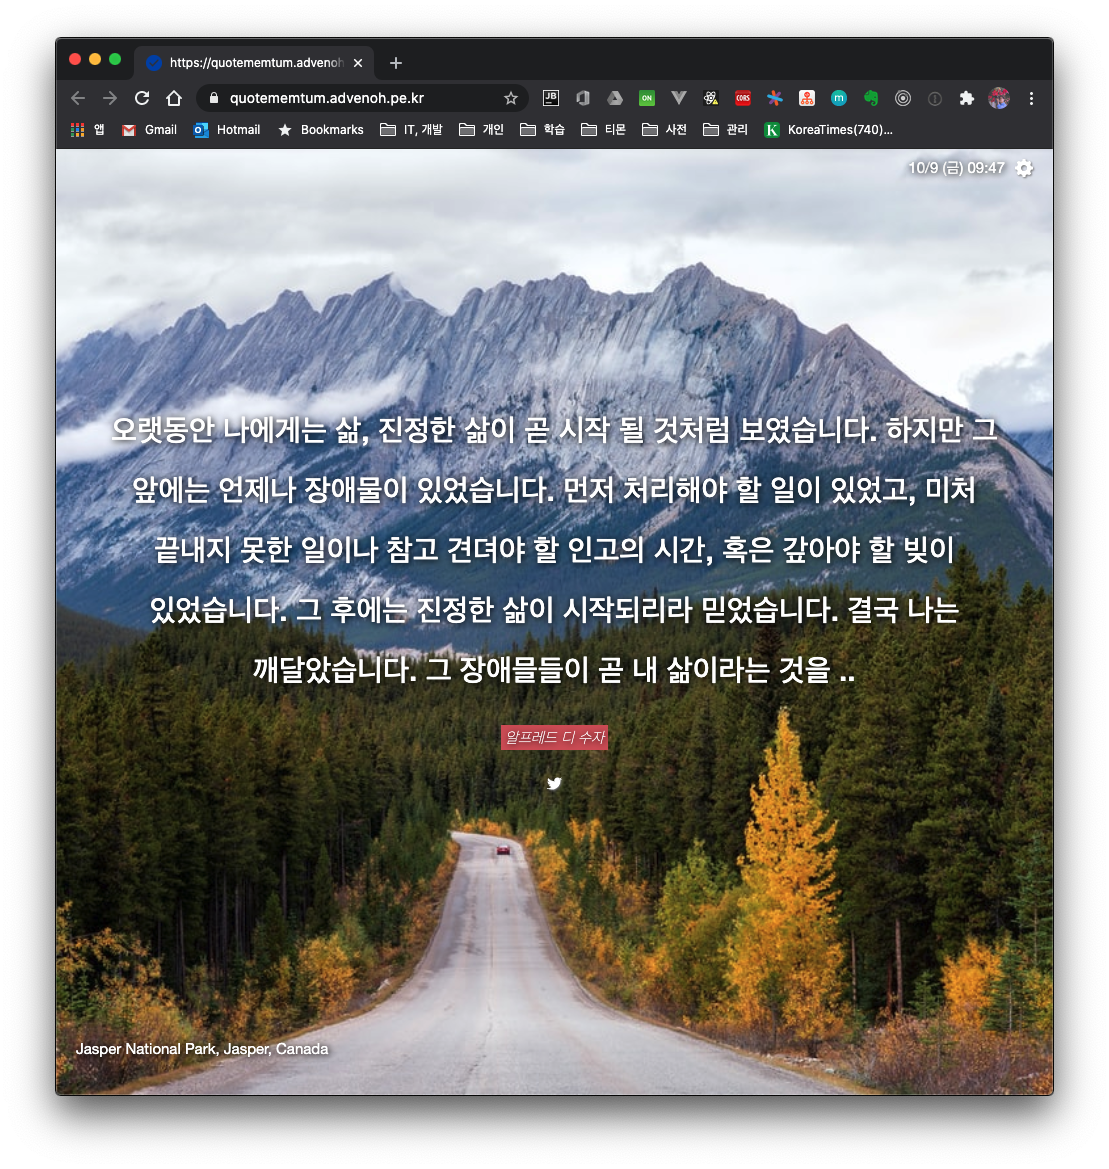 https://quotememtum.advenoh
quotememtum.advenoh.pe.kr
JB ON CORS m
앱 Gmail Hotmail Bookmarks IT, 개발 개인 학습 티몬 사전 관리 K KoreaTimes(740)...
10/9 (금) 09:47
오랫동안 나에게는 삶, 진정한 삶이 곧 시작 될 것처럼 보였습니다. 하지만 그
앞에는 언제나 장애물이 있었습니다. 먼저 처리해야 할 일이 있었고, 미처
끝내지 못한 일이나 참고 견뎌야 할 인고의 시간, 혹은 갚아야 할 빚이
있었습니다. 그 후에는 진정한 삶이 시작되리라 믿었습니다. 결국 나는
깨달았습니다. 그 장애믈들이 곧 내 삶이라는 것을 ..
알프레드 디 수자
Jasper National Park, Jasper, Canada